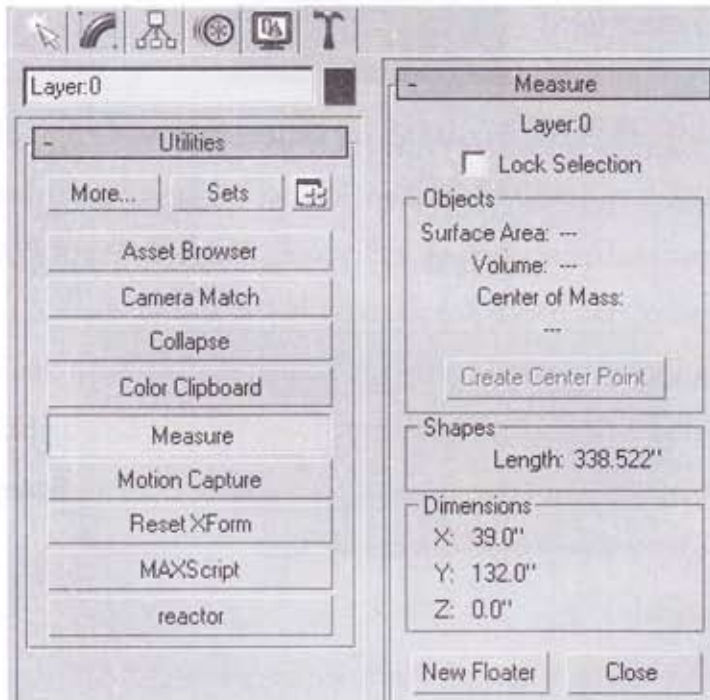 Layer:0
- Utilities
More... Sets
Asset Browser
Camera Match
Collapse
Color Clipboard
Measure
Motion Capture
Reset XForm
MAXScript
reactor
- Measure
Layer:0
Lock Selection
Objects
Surface Area: ---
Volume: ---
Center of Mass:
---
Create Center Point
Shapes
Length: 338.522"
Dimensions
X: 39.0"
Y: 132.0"
Z: 0.0"
New Floater Close